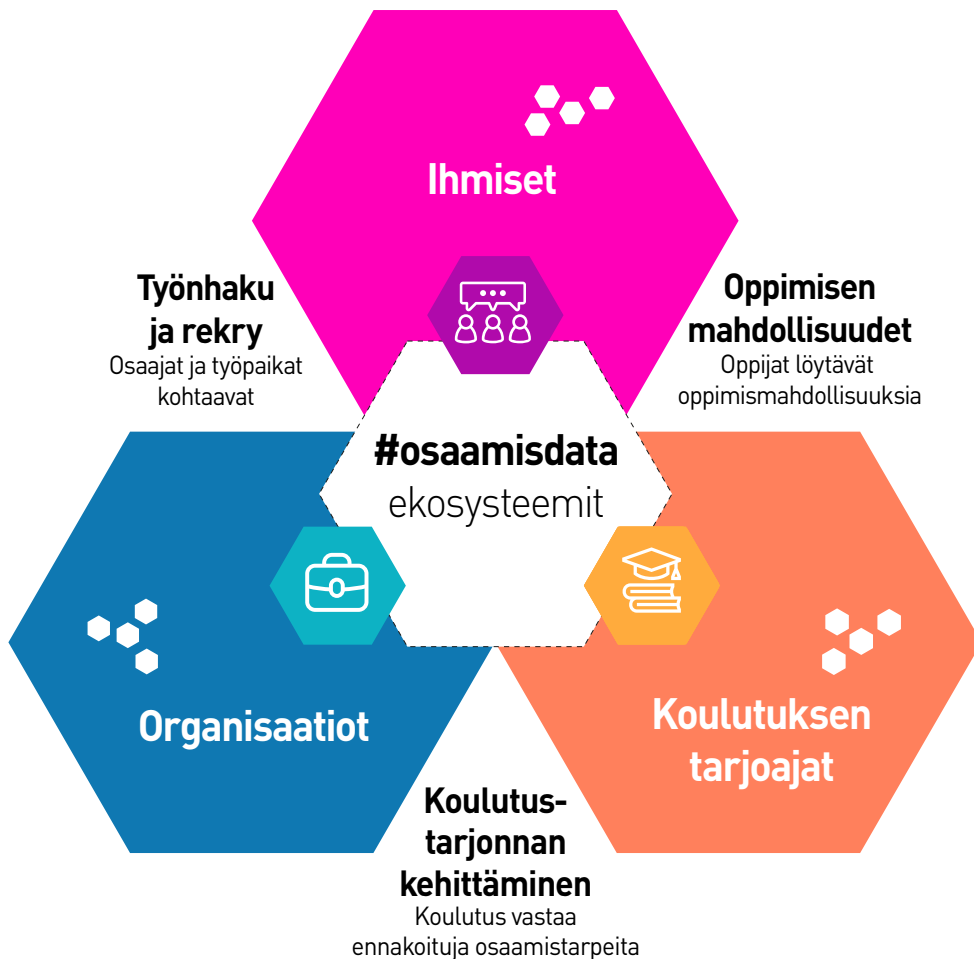 Ihmiset
Työnhaku
ja rekry
Osaajat ja työpaikat
kohtaavat
Oppimisen
mahdollisuudet
Oppijat löytävät
oppimismahdollisuuksia
#osaamisdata
ekosysteemit
Organisaatiot
Koulutuksen
tarjoajat
Koulutus-
tarjonnan
kehittäminen
Koulutus vastaa
ennakoituja osaamistarpeita